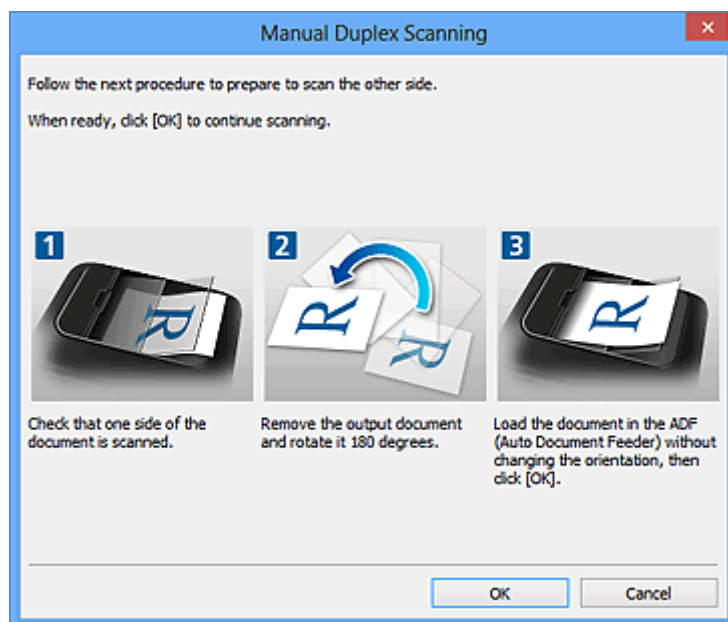 Manual Duplex Scanning
Follow the next procedure to prepare to scan the other side.
When ready, click [OK] to continue scanning.
1
2
3
R
R
R
R
Check that one side of the
document is scanned.
Remove the output document
and rotate it 180 degrees.
Load the document in the ADF
(Auto Document Feeder) without
changing the orientation, then
click [OK].
OK
Cancel